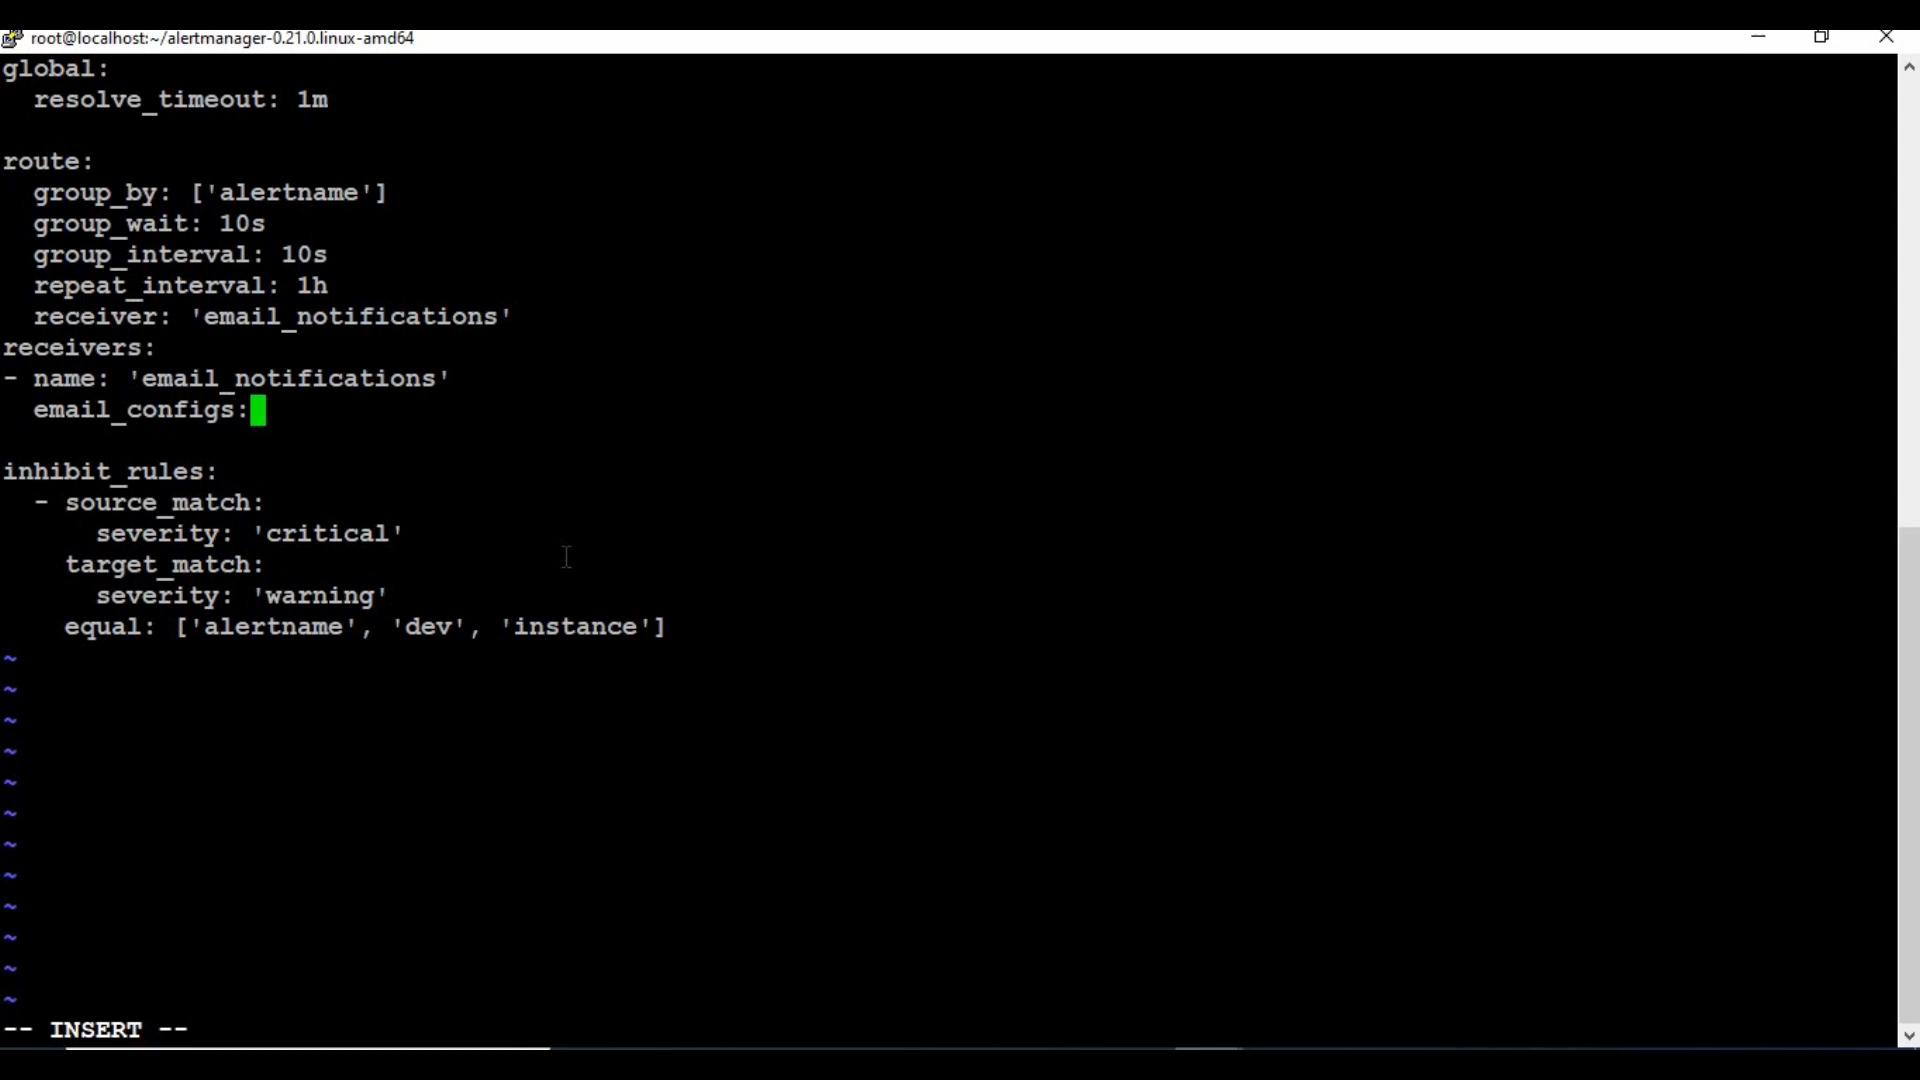 root@localhost:~/alertmanager-0.21.0.linux-amd64
global:
  resolve_timeout: 1m

route:
  group_by: ['alertname']
  group_wait: 10s
  group_interval: 10s
  repeat_interval: 1h
  receiver: 'email_notifications'
receivers:
- name: 'email_notifications'
  email_configs:

inhibit_rules:
  - source_match:
      severity: 'critical'
    target_match:
      severity: 'warning'
    equal: ['alertname', 'dev', 'instance']
~
~
~
~
~
~
~
~
~
~
~
~
-- INSERT --